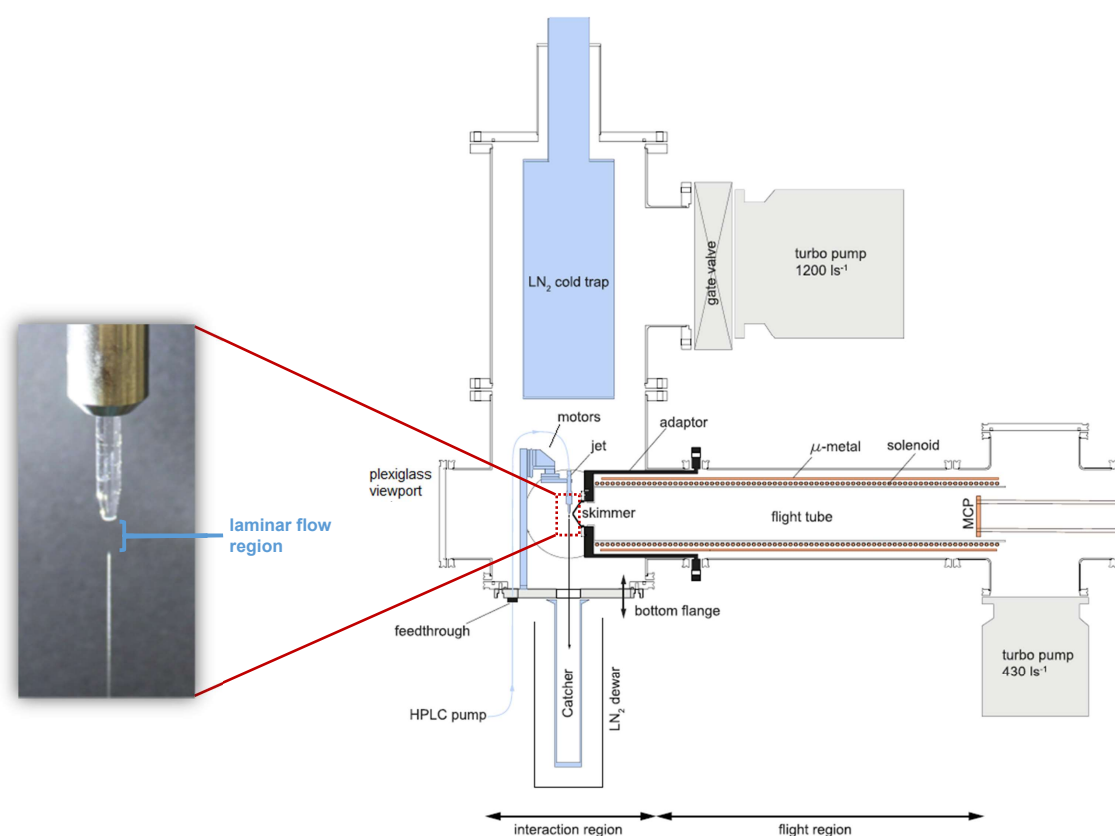 LN₂ cold trap
gate valve
turbo pump
1200 ls⁻¹
motors
adaptor
jet
μ-metal
solenoid
plexiglass
viewport
skimmer
flight tube
MCP
laminar flow
region
feedthrough
bottom flange
HPLC pump
Catcher
LN₂ dewar
turbo pump
430 ls⁻¹
interaction region
flight region